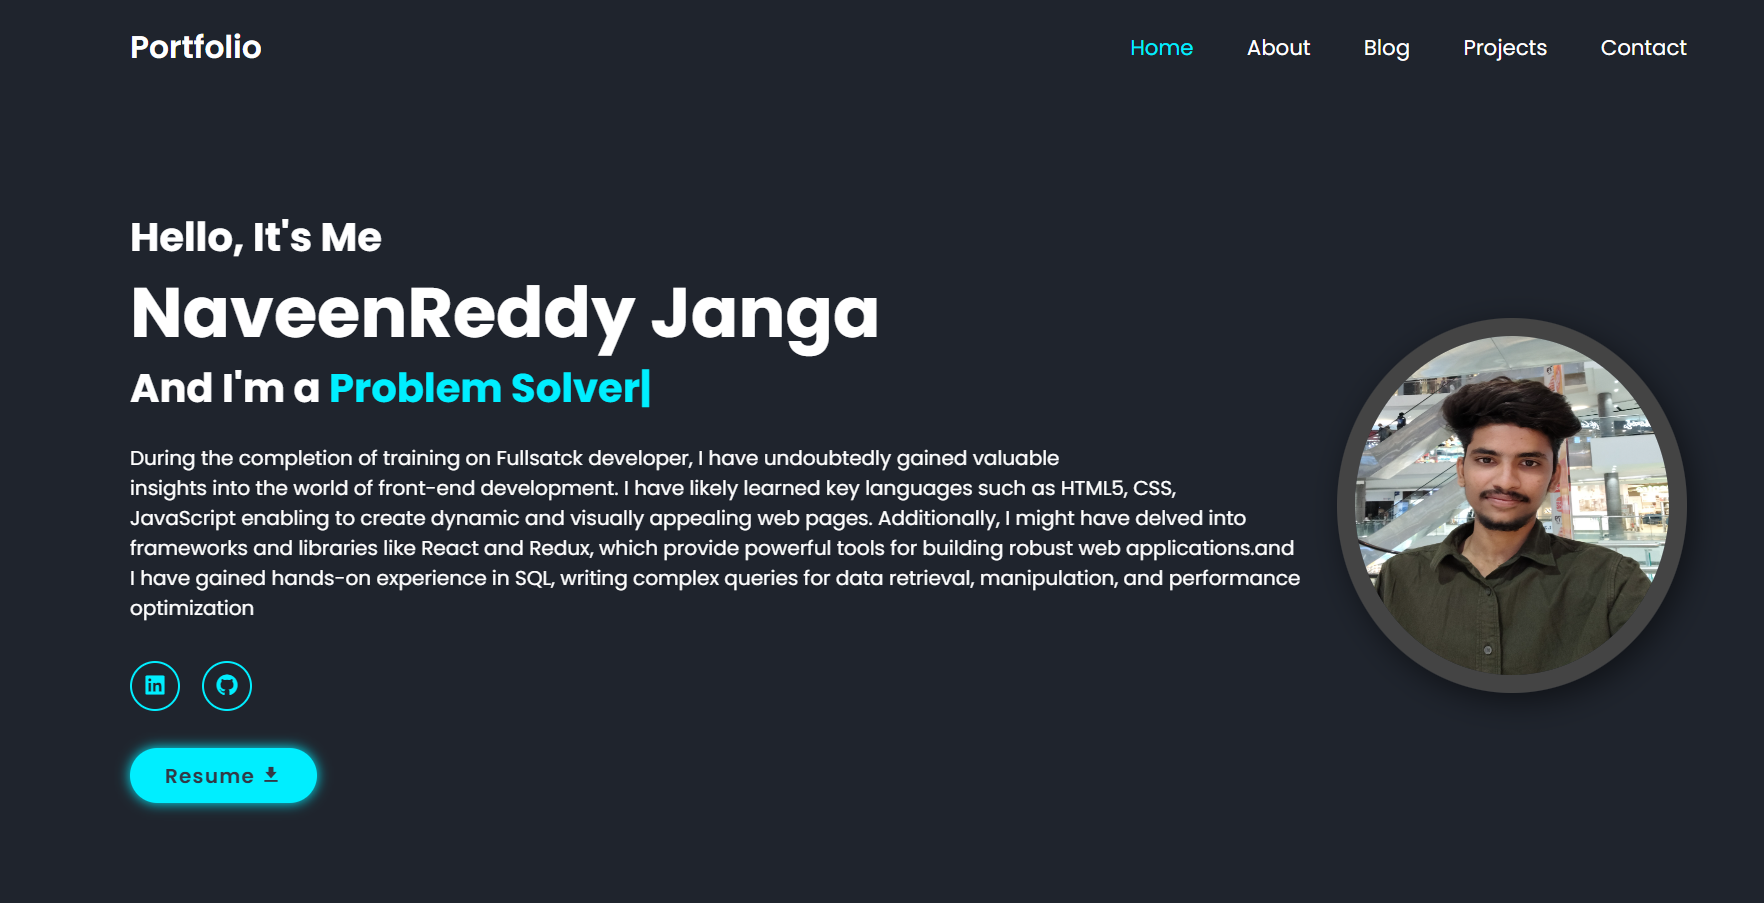 Portfolio
Home About Blog Projects Contact
Hello, It's Me
NaveenReddy Janga
And I'm a Problem Solver|
During the completion of training on Fullsatck developer, I have undoubtedly gained valuable
insights into the world of front-end development. I have likely learned key languages such as HTML5, CSS,
JavaScript enabling to create dynamic and visually appealing web pages. Additionally, I might have delved into
frameworks and libraries like React and Redux, which provide powerful tools for building robust web applications.and
I have gained hands-on experience in SQL, writing complex queries for data retrieval, manipulation, and performance
optimization
in
Resume